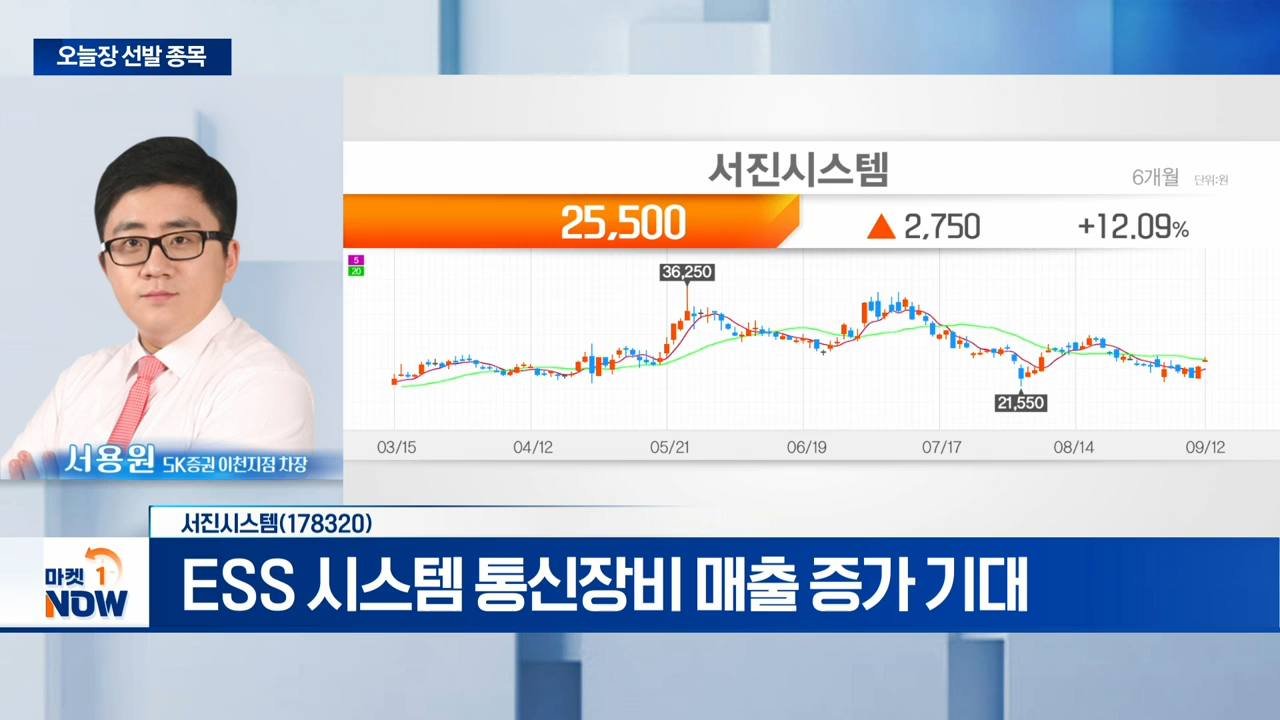 오늘장 선발 종목
서진시스템
6개월 단위:원
25,500 ▲ 2,750 +12.09%
5
20
36,250
21,550
03/15 04/12 05/21 06/19 07/17 08/14 09/12
서용원 SK증권 이천지점 차장
서진시스템(178320)
마켓 1
NOW
ESS 시스템 통신장비 매출 증가 기대